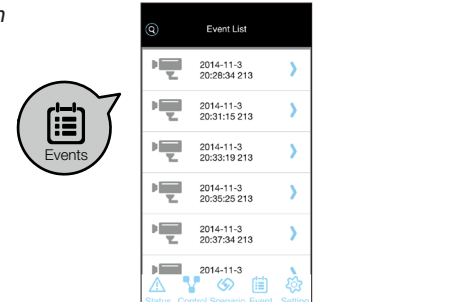 n
Event List
2014-11-3
20:28:34 213
2014-11-3
20:31:15 213
2014-11-3
20:33:19 213
2014-11-3
20:35:25 213
2014-11-3
20:37:34 213
2014-11-3
Status Control Scenario Event Setting
Events